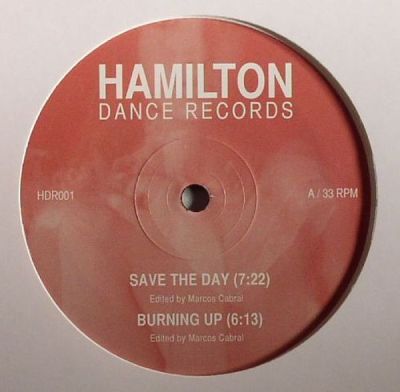 HAMILTON
DANCE RECORDS
HDR001
A / 33 RPM
SAVE THE DAY (7:22)
Edited by Marcos Cabral
BURNING UP (6:13)
Edited by Marcos Cabral